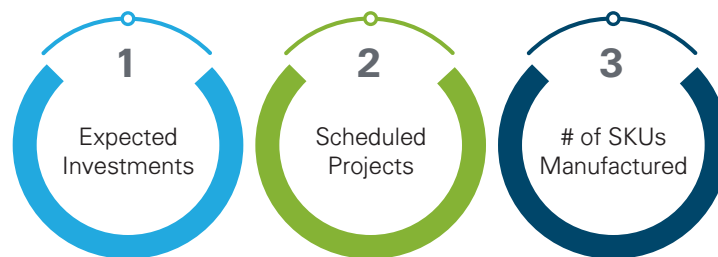 1
Expected
Investments
2
Scheduled
Projects
3
# of SKUs
Manufactured